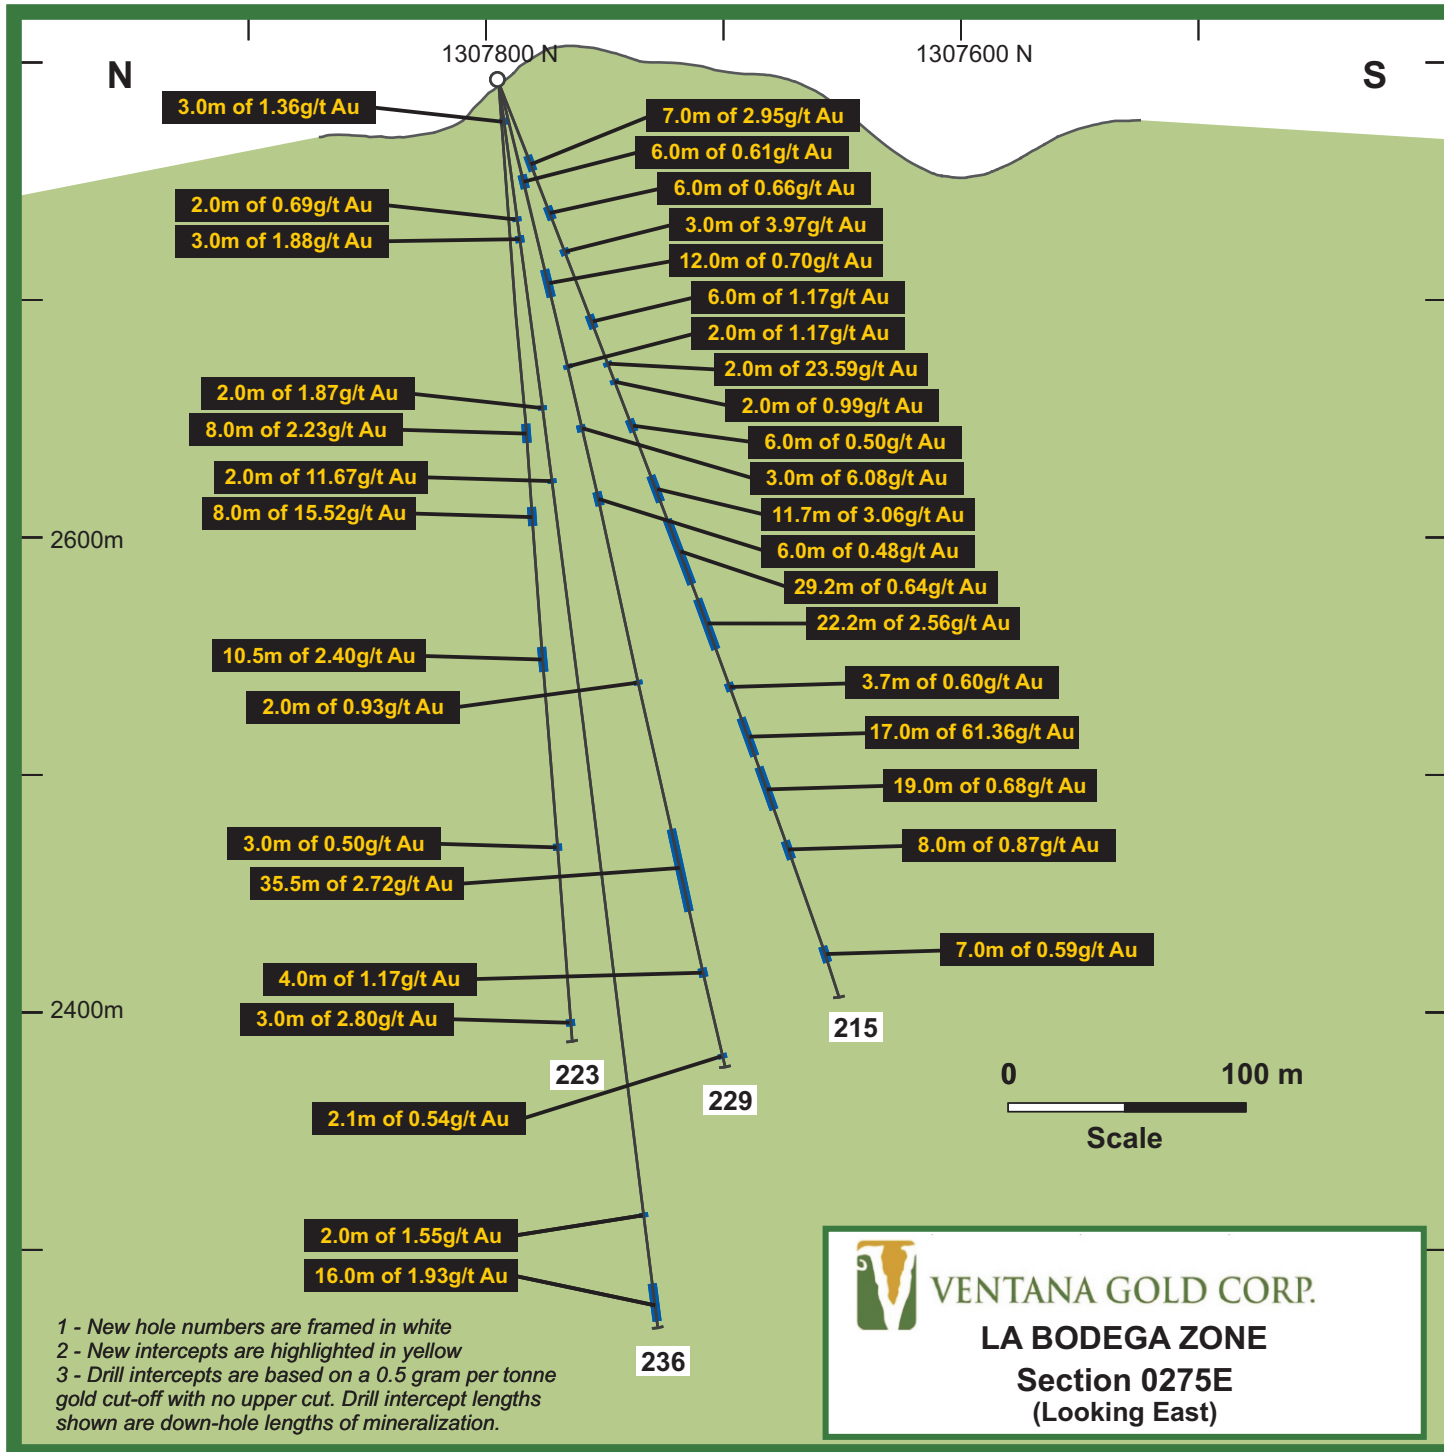 1307800 N
1307600 N
N
S
3.0m of 1.36g/t Au
7.0m of 2.95g/t Au
6.0m of 0.61g/t Au
6.0m of 0.66g/t Au
2.0m of 0.69g/t Au
3.0m of 3.97g/t Au
3.0m of 1.88g/t Au
12.0m of 0.70g/t Au
6.0m of 1.17g/t Au
2.0m of 1.17g/t Au
2.0m of 23.59g/t Au
2.0m of 1.87g/t Au
2.0m of 0.99g/t Au
8.0m of 2.23g/t Au
6.0m of 0.50g/t Au
2.0m of 11.67g/t Au
3.0m of 6.08g/t Au
8.0m of 15.52g/t Au
11.7m of 3.06g/t Au
2600m
6.0m of 0.48g/t Au
29.2m of 0.64g/t Au
22.2m of 2.56g/t Au
10.5m of 2.40g/t Au
3.7m of 0.60g/t Au
2.0m of 0.93g/t Au
17.0m of 61.36g/t Au
19.0m of 0.68g/t Au
3.0m of 0.50g/t Au
8.0m of 0.87g/t Au
35.5m of 2.72g/t Au
7.0m of 0.59g/t Au
4.0m of 1.17g/t Au
2400m
3.0m of 2.80g/t Au
215
223
0 100 m
229
2.1m of 0.54g/t Au
Scale
2.0m of 1.55g/t Au
16.0m of 1.93g/t Au
236
1 - New hole numbers are framed in white
2 - New intercepts are highlighted in yellow
3 - Drill intercepts are based on a 0.5 gram per tonne
gold cut-off with no upper cut. Drill intercept lengths
shown are down-hole lengths of mineralization.
VENTANA GOLD CORP.
LA BODEGA ZONE
Section 0275E
(Looking East)